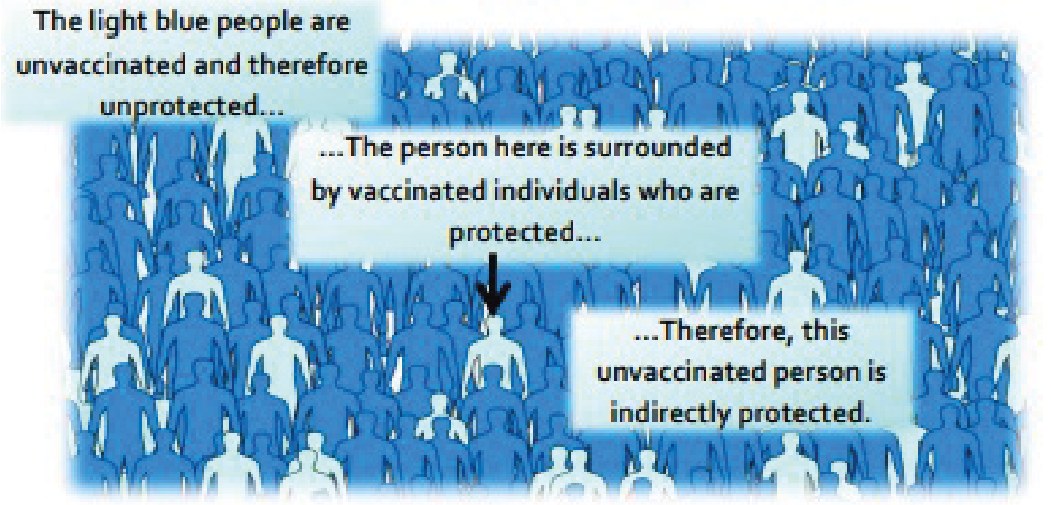 The light blue people are
unvaccinated and therefore
unprotected...
...The person here is surrounded
by vaccinated individuals who are
protected...
...Therefore, this
unvaccinated person is
indirectly protected.